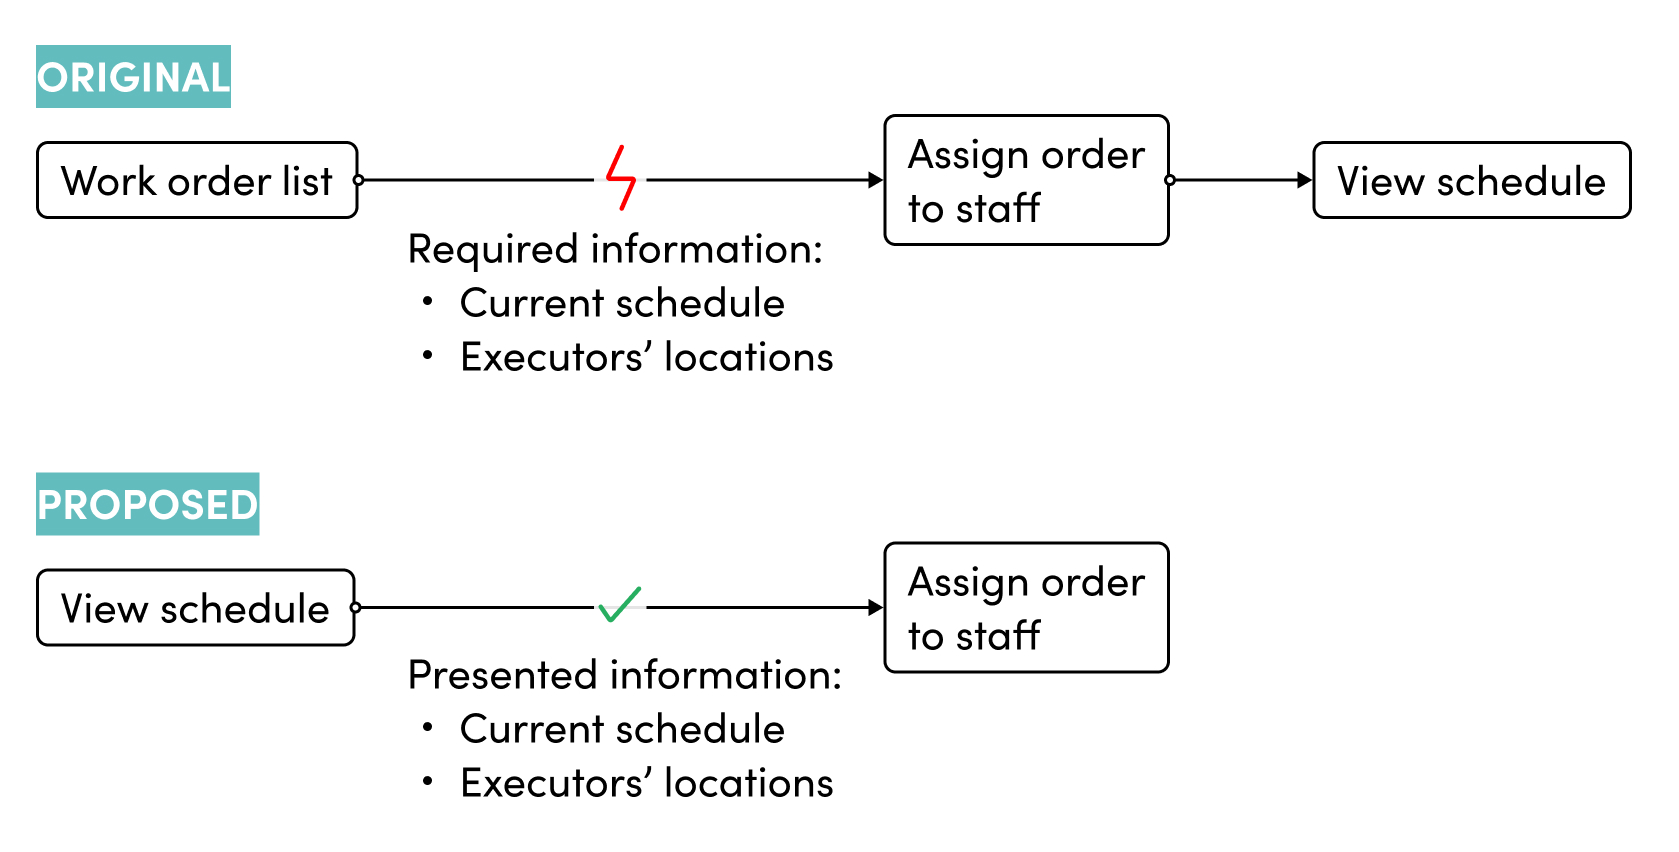 ORIGINAL
Work order list
Assign order
to staff
View schedule
Required information:
• Current schedule
• Executors’ locations
PROPOSED
View schedule
Assign order
to staff
Presented information:
• Current schedule
• Executors’ locations